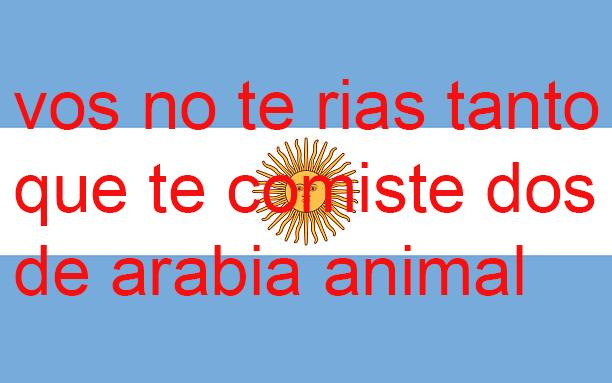 vos no te rias tanto
que te comiste dos
de arabia animal